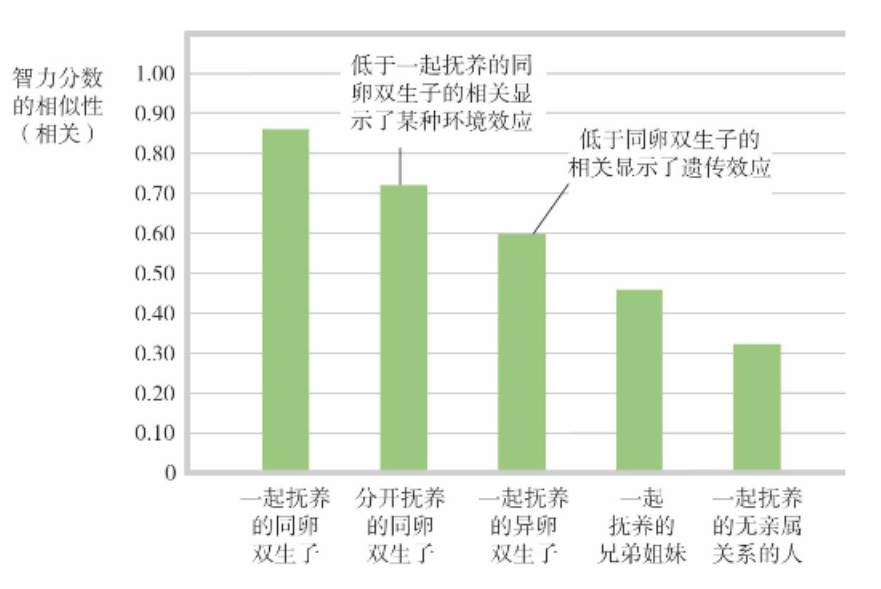 智力分数
的相似性
（相关）
1.00
0.90
0.80
0.70
0.60
0.50
0.40
0.30
0.20
0.10
0
低于一起抚养的同
卵双生子的相关显
示了某种环境效应
低于同卵双生子的
相关显示了遗传效应
一起抚养
的同卵
双生子
分开抚养
的同卵
双生子
一起抚养
的异卵
双生子
一起
抚养的
兄弟姐妹
一起抚养
的无亲属
关系的人